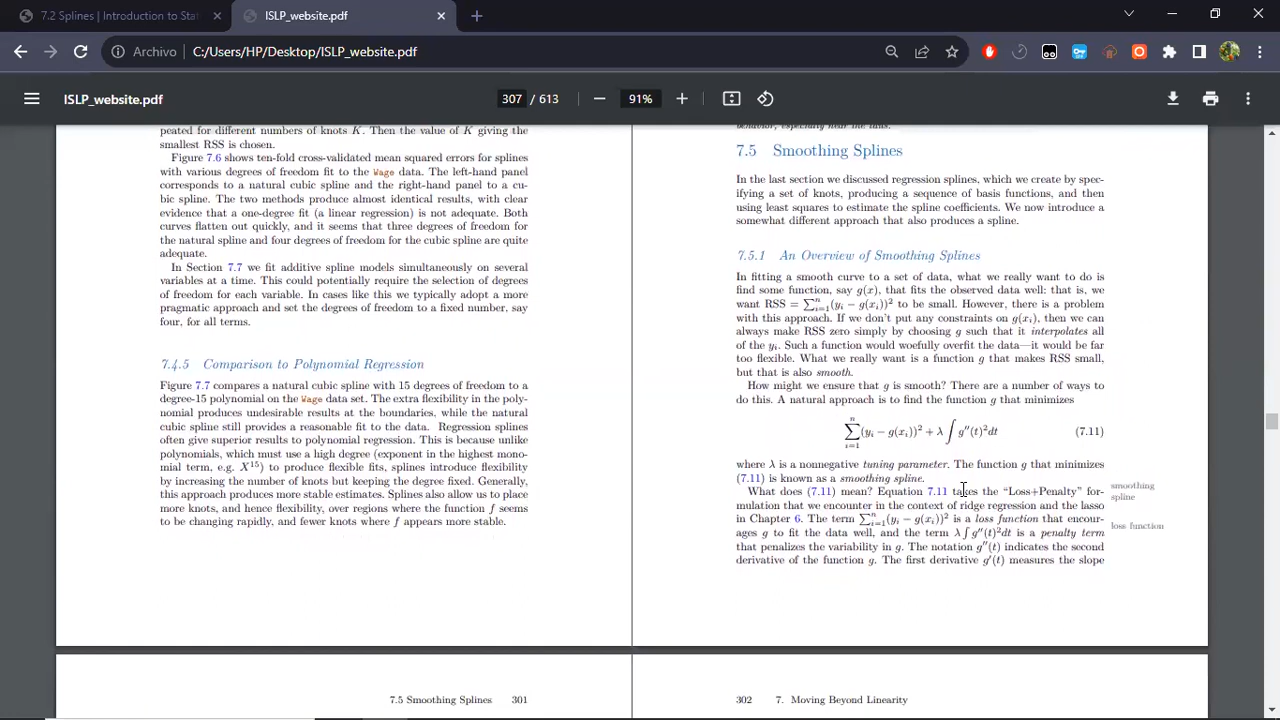 7.2 Splines | Introduction to Stat
ISLP_website.pdf
Archivo
C:/Users/HP/Desktop/ISLP_website.pdf
ISLP_website.pdf
307 / 613
91%
peated for different numbers of knots K. Then the value of K giving the
smallest RSS is chosen.
Figure 7.6 shows ten-fold cross-validated mean squared errors for splines
with various degrees of freedom fit to the Wage data. The left-hand panel
corresponds to a natural cubic spline and the right-hand panel to a cu-
bic spline. The two methods produce almost identical results, with clear
evidence that a one-degree fit (a linear regression) is not adequate. Both
curves flatten out quickly, and it seems that three degrees of freedom for
the natural spline and four degrees of freedom for the cubic spline are quite
adequate.
In Section 7.7 we fit additive spline models simultaneously on several
variables at a time. This could potentially require the selection of degrees
of freedom for each variable. In cases like this we typically adopt a more
pragmatic approach and set the degrees of freedom to a fixed number, say
four, for all terms.
7.4.5 Comparison to Polynomial Regression
Figure 7.7 compares a natural cubic spline with 15 degrees of freedom to a
degree-15 polynomial on the Wage data set. The extra flexibility in the poly-
nomial produces undesirable results at the boundaries, while the natural
cubic spline still provides a reasonable fit to the data. Regression splines
often give superior results to polynomial regression. This is because unlike
polynomials, which must use a high degree (exponent in the highest mono-
mial term, e.g. X¹⁵) to produce flexible fits, splines introduce flexibility
by increasing the number of knots but keeping the degree fixed. Generally,
this approach produces more stable estimates. Splines also allow us to place
more knots, and hence flexibility, over regions where the function f seems
to be changing rapidly, and fewer knots where f appears more stable.
behavior, especially near the tails.
7.5 Smoothing Splines
In the last section we discussed regression splines, which we create by spec-
ifying a set of knots, producing a sequence of basis functions, and then
using least squares to estimate the spline coefficients. We now introduce a
somewhat different approach that also produces a spline.
7.5.1 An Overview of Smoothing Splines
In fitting a smooth curve to a set of data, what we really want to do is
find some function, say g(x), that fits the observed data well: that is, we
want RSS = ∑ⁿᵢ₌₁(yᵢ − g(xᵢ))² to be small. However, there is a problem
with this approach. If we don't put any constraints on g(xᵢ), then we can
always make RSS zero simply by choosing g such that it interpolates all
of the yᵢ. Such a function would woefully overfit the data—it would be far
too flexible. What we really want is a function g that makes RSS small,
but that is also smooth.
How might we ensure that g is smooth? There are a number of ways to
do this. A natural approach is to find the function g that minimizes
∑ⁿᵢ₌₁(yᵢ − g(xᵢ))² + λ ∫ g″(t)²dt (7.11)
where λ is a nonnegative tuning parameter. The function g that minimizes
(7.11) is known as a smoothing spline.
What does (7.11) mean? Equation 7.11 takes the “Loss+Penalty” for-
mulation that we encounter in the context of ridge regression and the lasso
in Chapter 6. The term ∑ⁿᵢ₌₁(yᵢ − g(xᵢ))² is a loss function that encour-
ages g to fit the data well, and the term λ ∫ g″(t)²dt is a penalty term
that penalizes the variability in g. The notation g″(t) indicates the second
derivative of the function g. The first derivative g′(t) measures the slope
smoothing
spline
loss function
7.5 Smoothing Splines 301
302 7. Moving Beyond Linearity